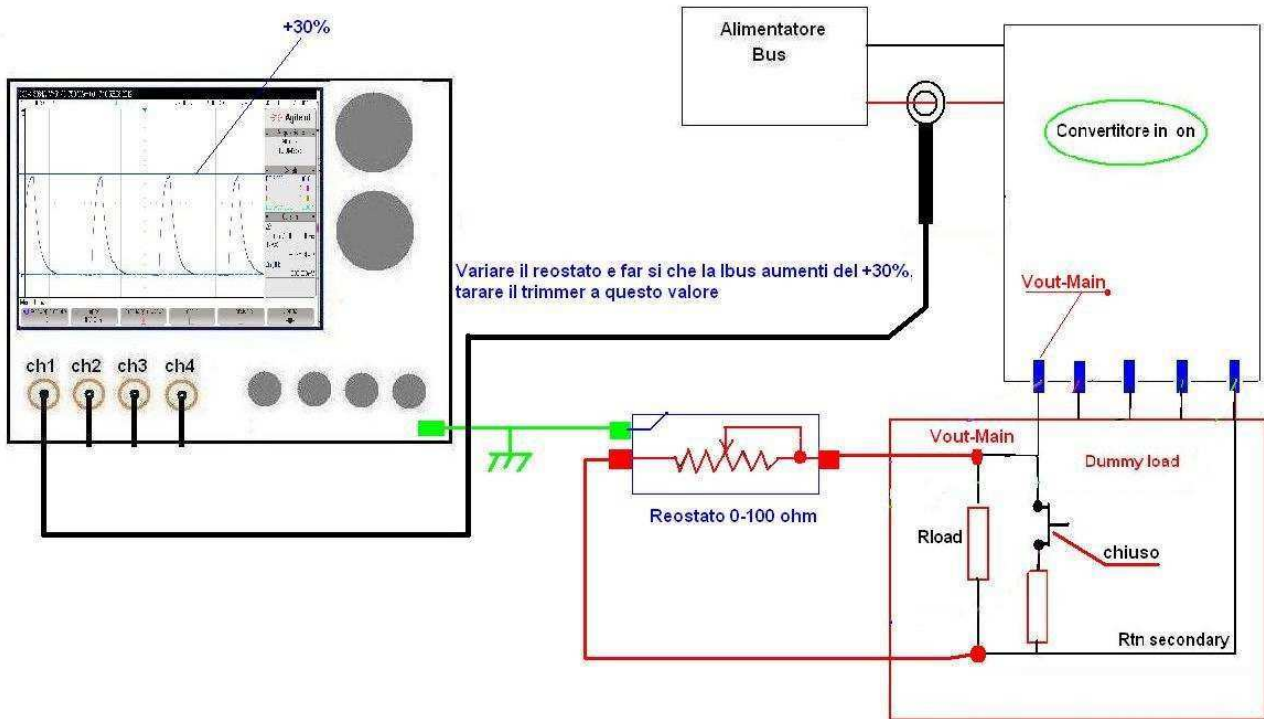 +30%
Alimentatore
Bus
Agilent
Convertitore in on
Variare il reostato e far si che la Ibus aumenti del +30%,
tarare il trimmer a questo valore
Vout-Main
ch1 ch2 ch3 ch4
Vout-Main
Dummy load
Reostato 0-100 ohm
Rload
chiuso
Rtn secondary